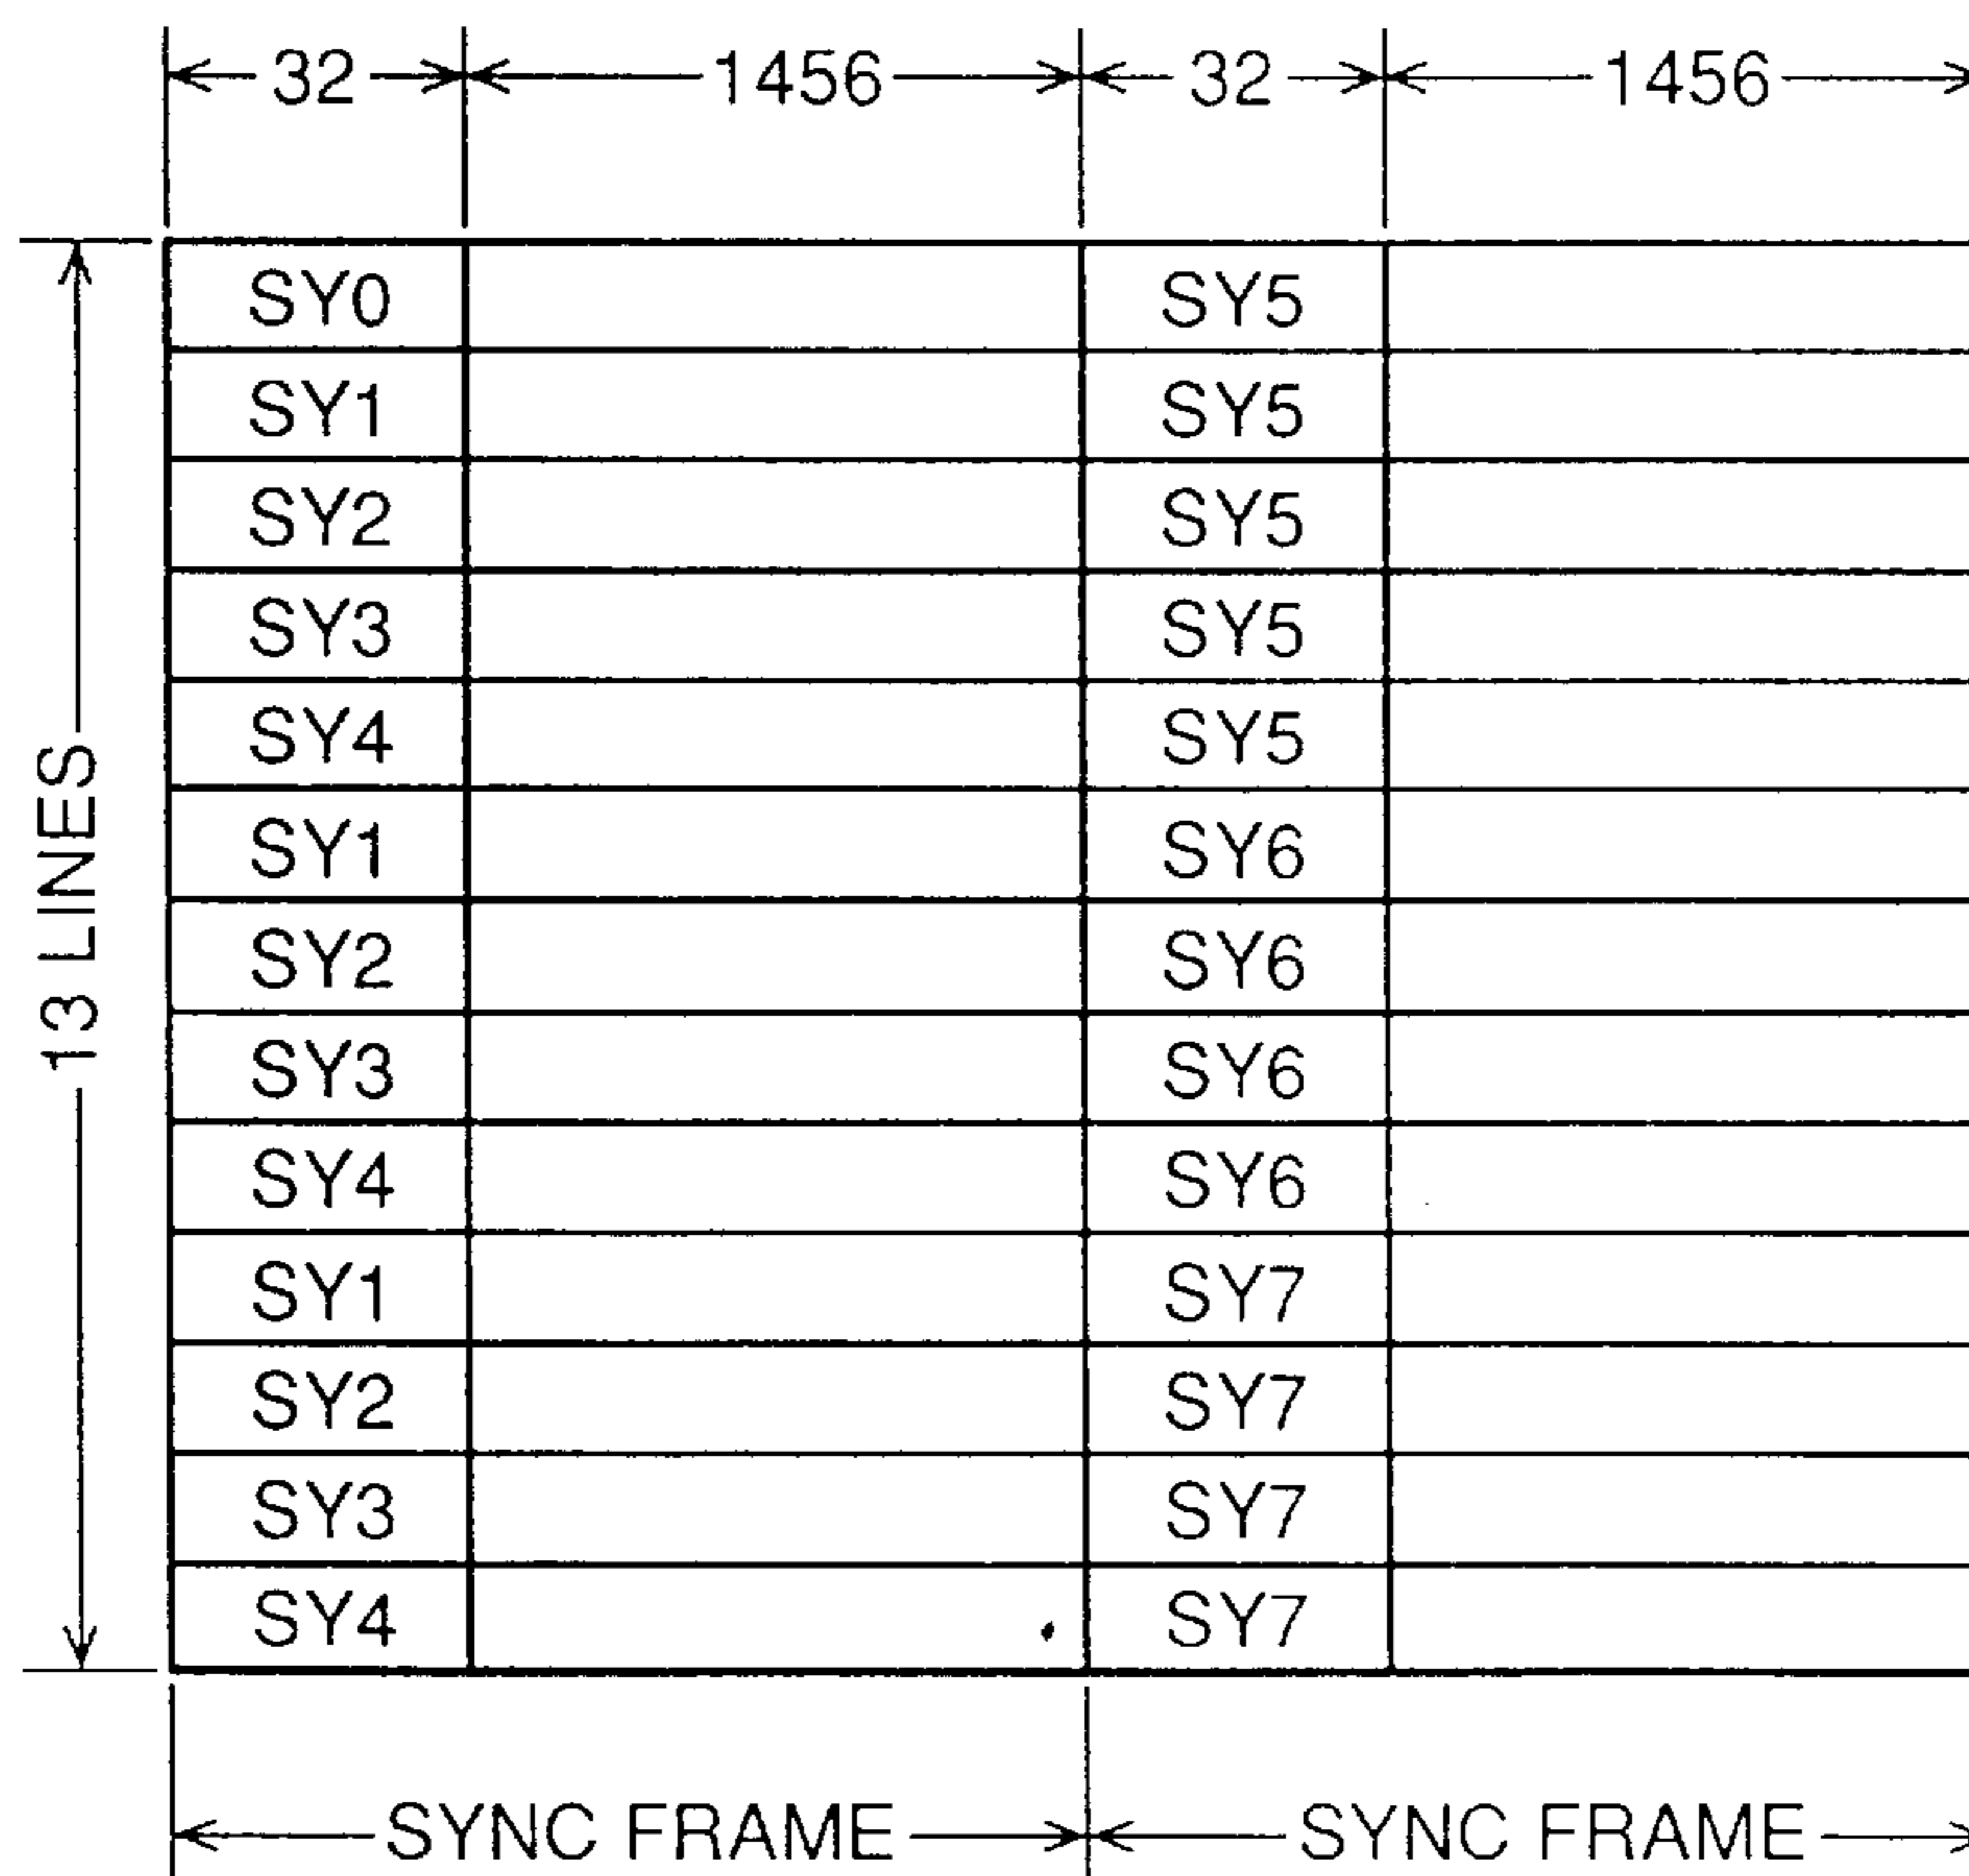 32 1456 32 1456
SY0 SY5
SY1 SY5
SY2 SY5
SY3 SY5
SY4 SY5
SY1 SY6
SY2 SY6
SY3 SY6
SY4 SY6
SY1 SY7
SY2 SY7
SY3 SY7
SY4 SY7
13 LINES
SYNC FRAME SYNC FRAME